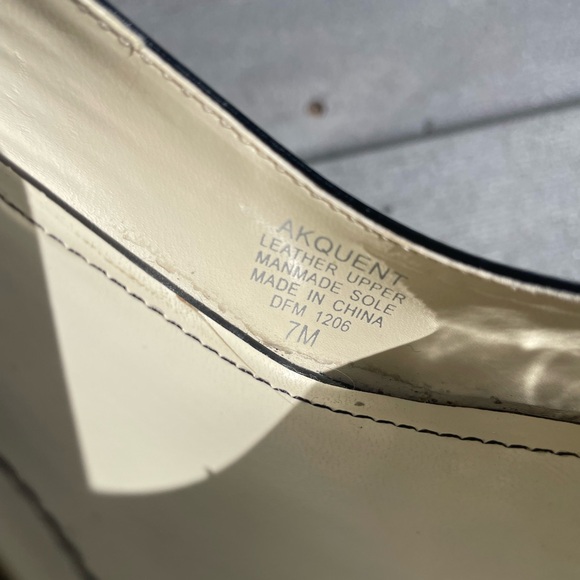 AKQUENT
LEATHER UPPER
MANMADE SOLE
MADE IN CHINA
DFM 1206
7M